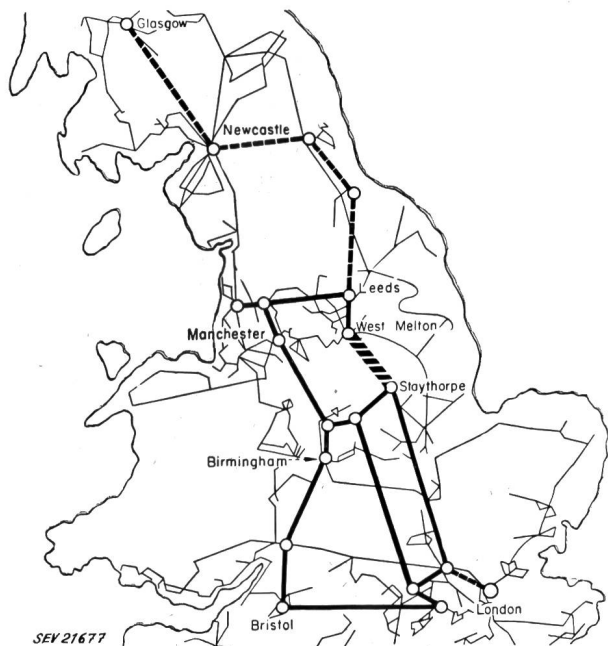 Glasgow
Newcastle
Leeds
West Melton
Manchester
Staythorpe
Birmingham
London
Bristol
SEV 21677